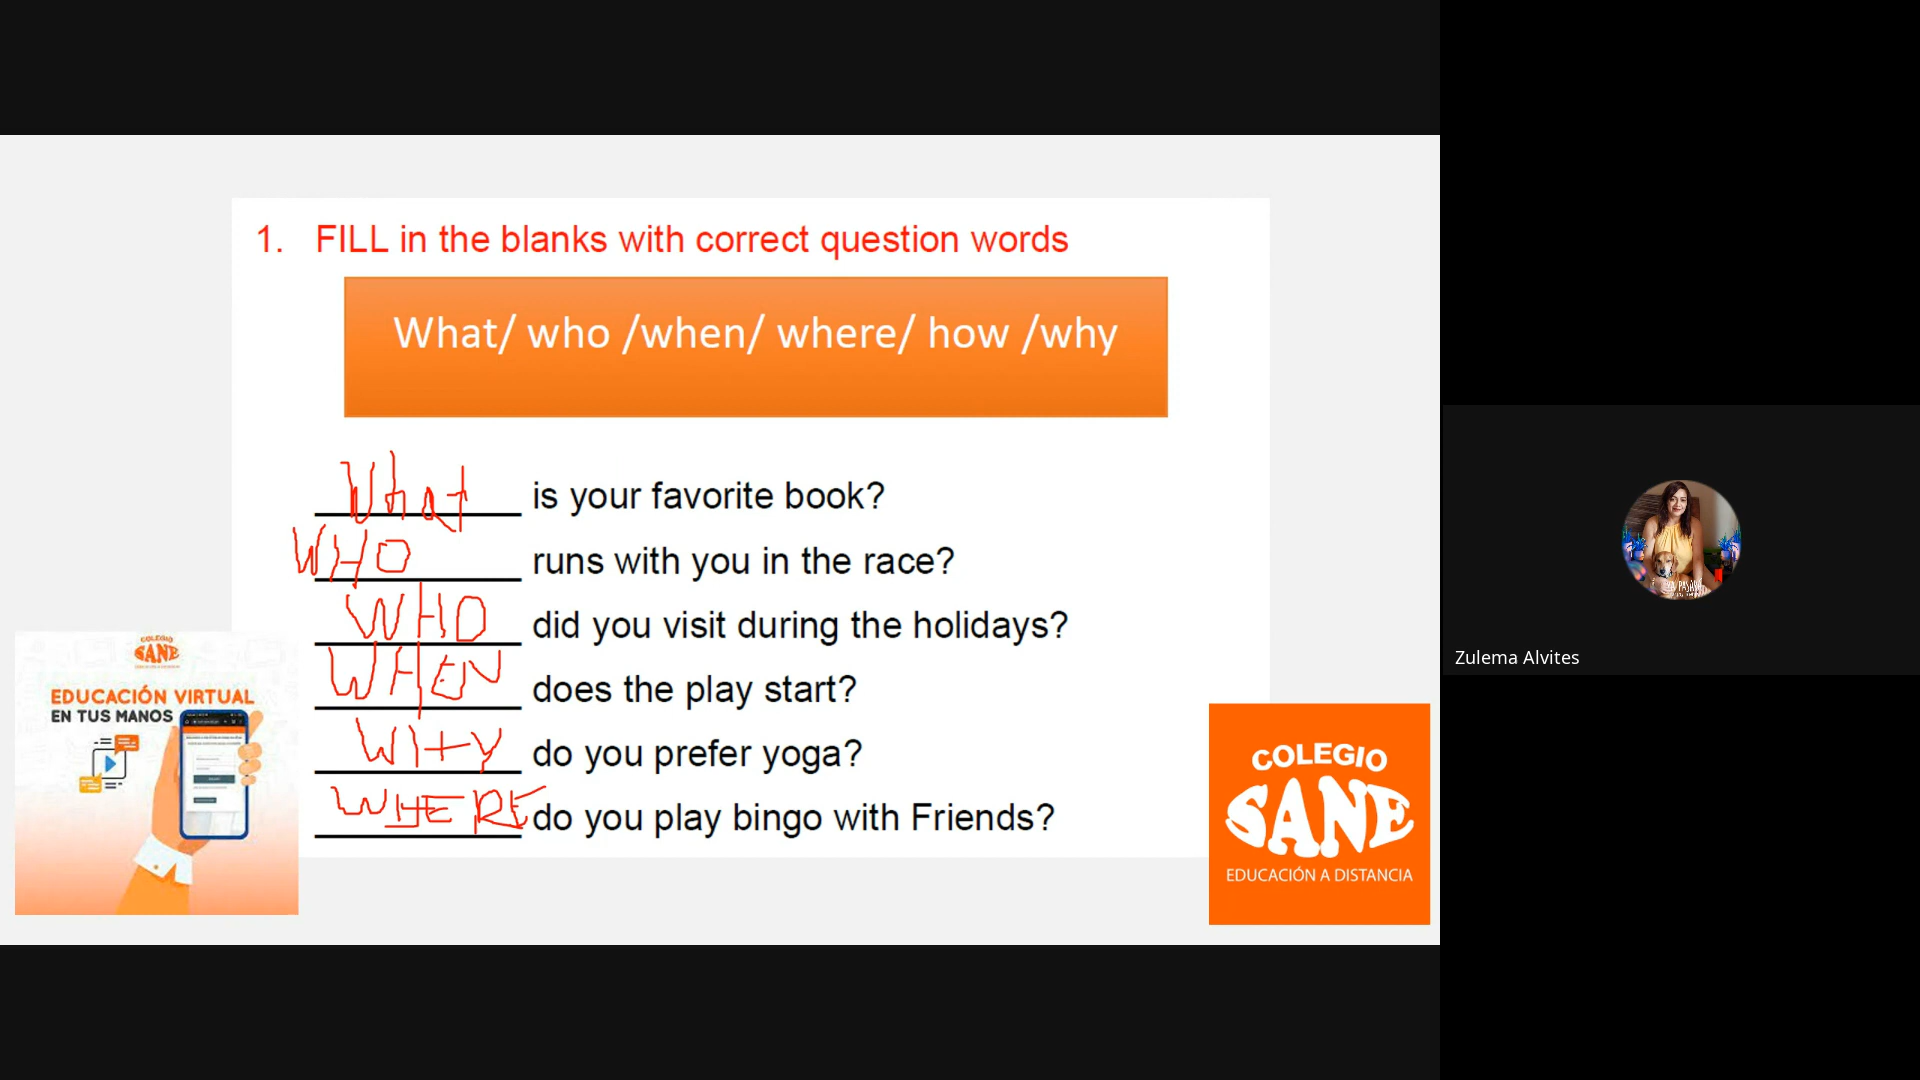 1. FILL in the blanks with correct question words
What/ who /when/ where/ how /why
What is your favorite book?
WHO runs with you in the race?
WHO did you visit during the holidays?
WHEN does the play start?
WHY do you prefer yoga?
WHERE do you play bingo with Friends?
COLEGIO
SANE
EDUCACIÓN VIRTUAL
EN TUS MANOS
COLEGIO
SANE
EDUCACIÓN A DISTANCIA
Zulema Alvites